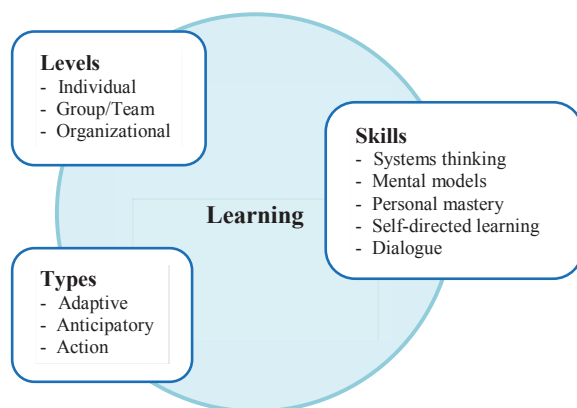 Levels
- Individual
- Group/Team
- Organizational
Skills
- Systems thinking
- Mental models
- Personal mastery
- Self-directed learning
- Dialogue
Learning
Types
- Adaptive
- Anticipatory
- Action